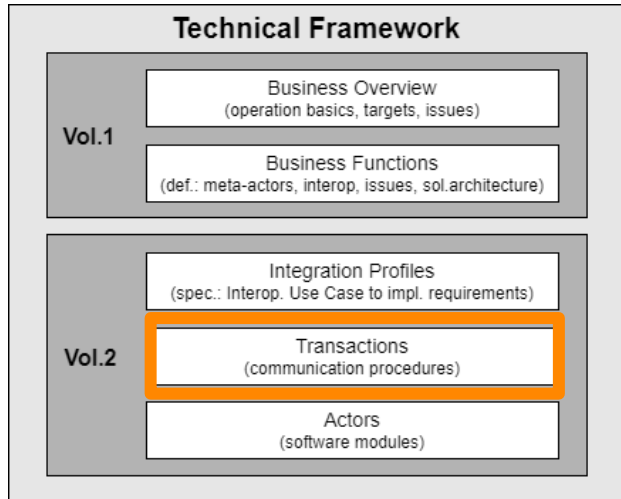 Technical Framework
Vol.1
Business Overview
(operation basics, targets, issues)
Business Functions
(def.: meta-actors, interop, issues, sol.architecture)
Vol.2
Integration Profiles
(spec.: Interop. Use Case to impl. requirements)
Transactions
(communication procedures)
Actors
(software modules)